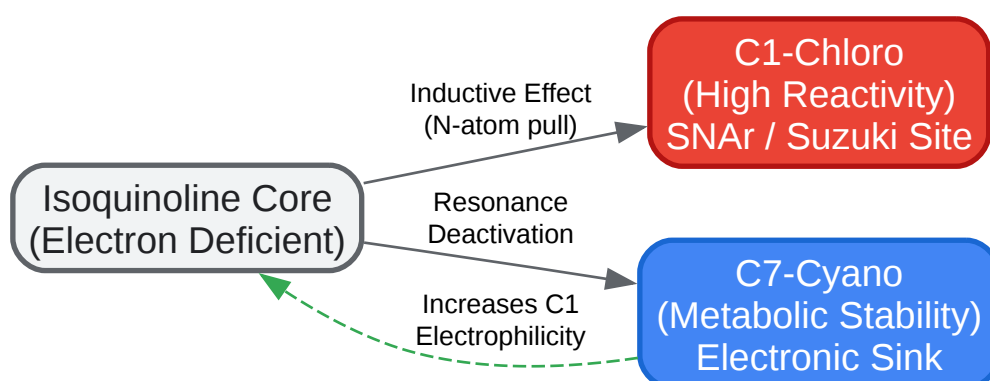 Isoquinoline Core
(Electron Deficient)
Inductive Effect
(N-atom pull)
C1-Chloro
(High Reactivity)
SNAr / Suzuki Site
Resonance
Deactivation
C7-Cyano
(Metabolic Stability)
Electronic Sink
Increases C1
Electrophilicity